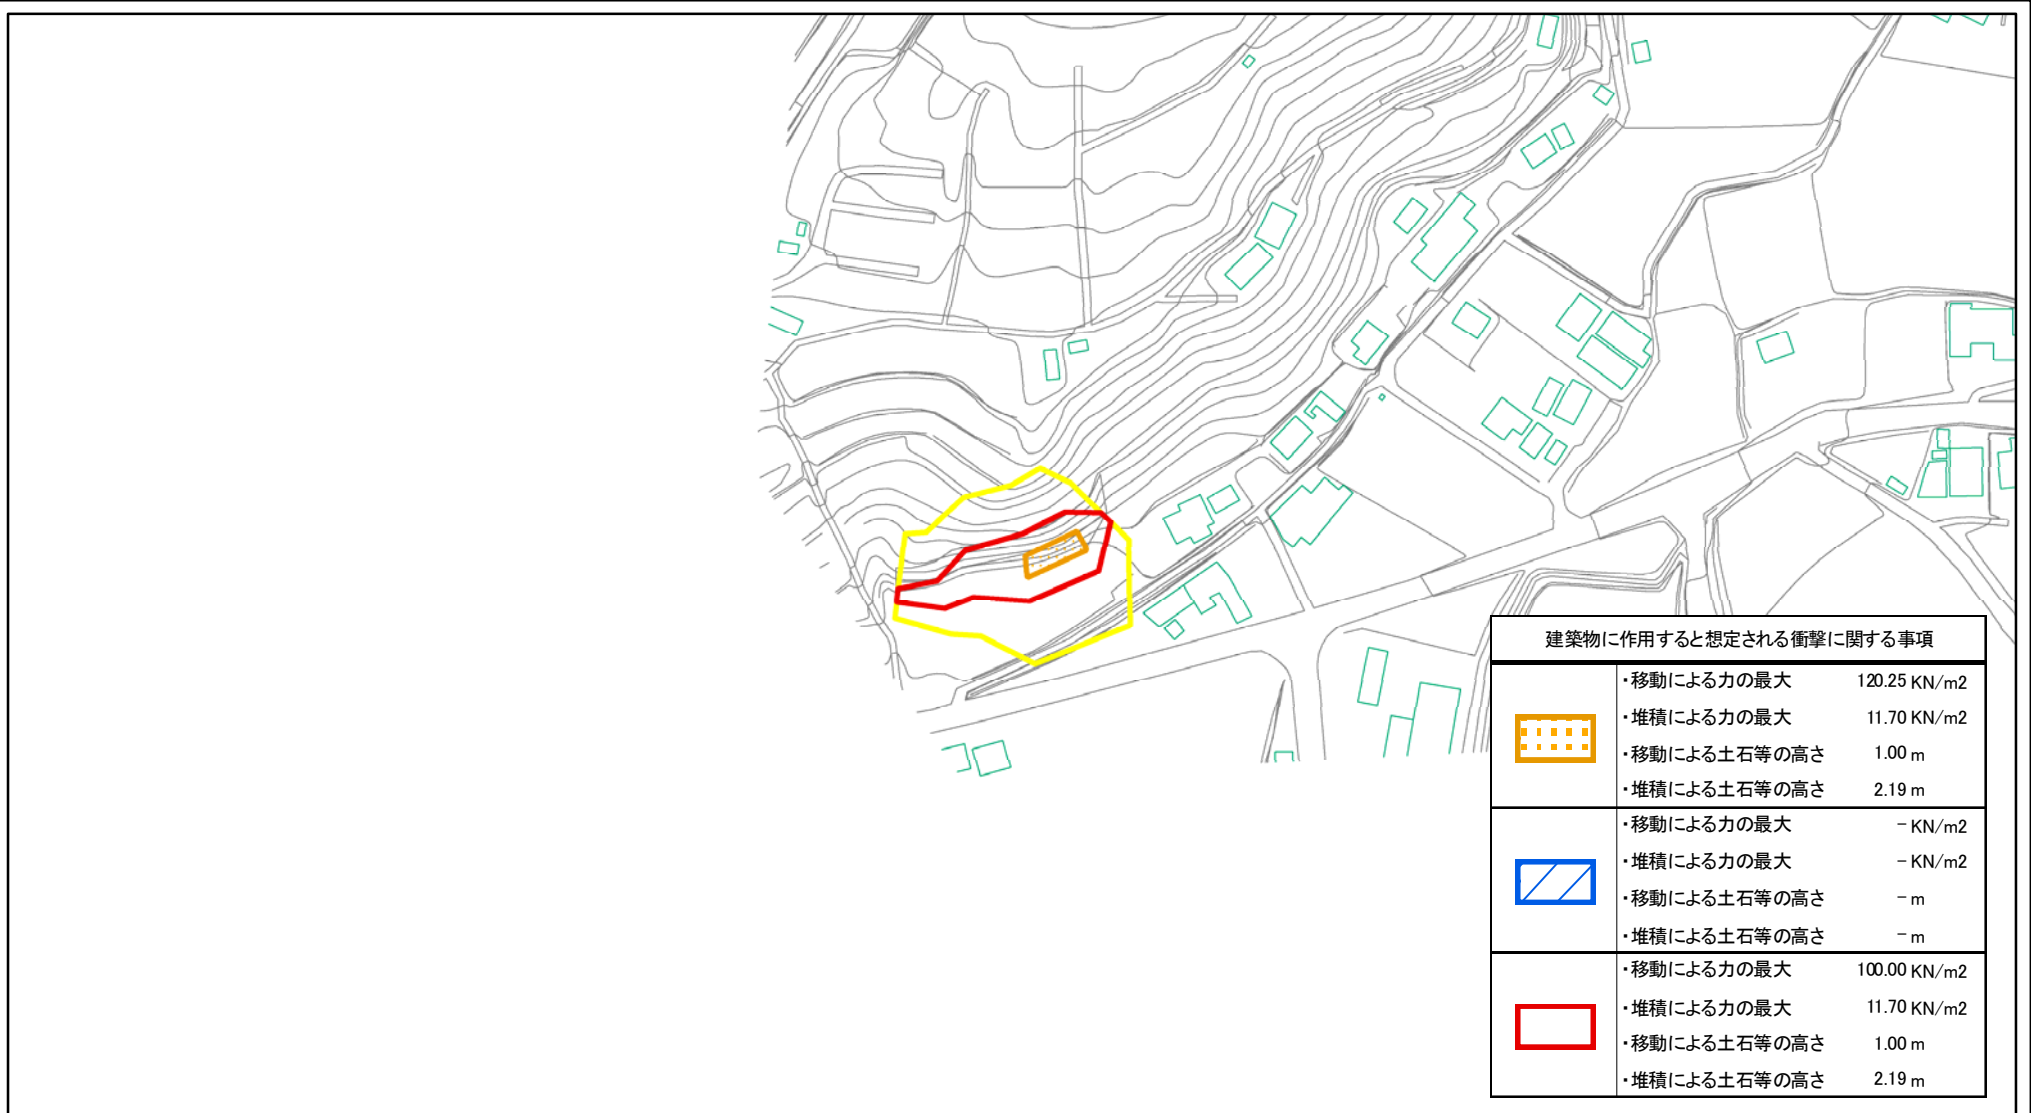 建築物に作用すると想定される衝撃に関する事項
・移動による力の最大 120.25 KN/m2
・堆積による力の最大 11.70 KN/m2
・移動による土石等の高さ 1.00 m
・堆積による土石等の高さ 2.19 m
・移動による力の最大 − KN/m2
・堆積による力の最大 − KN/m2
・移動による土石等の高さ − m
・堆積による土石等の高さ − m
・移動による力の最大 100.00 KN/m2
・堆積による力の最大 11.70 KN/m2
・移動による土石等の高さ 1.00 m
・堆積による土石等の高さ 2.19 m